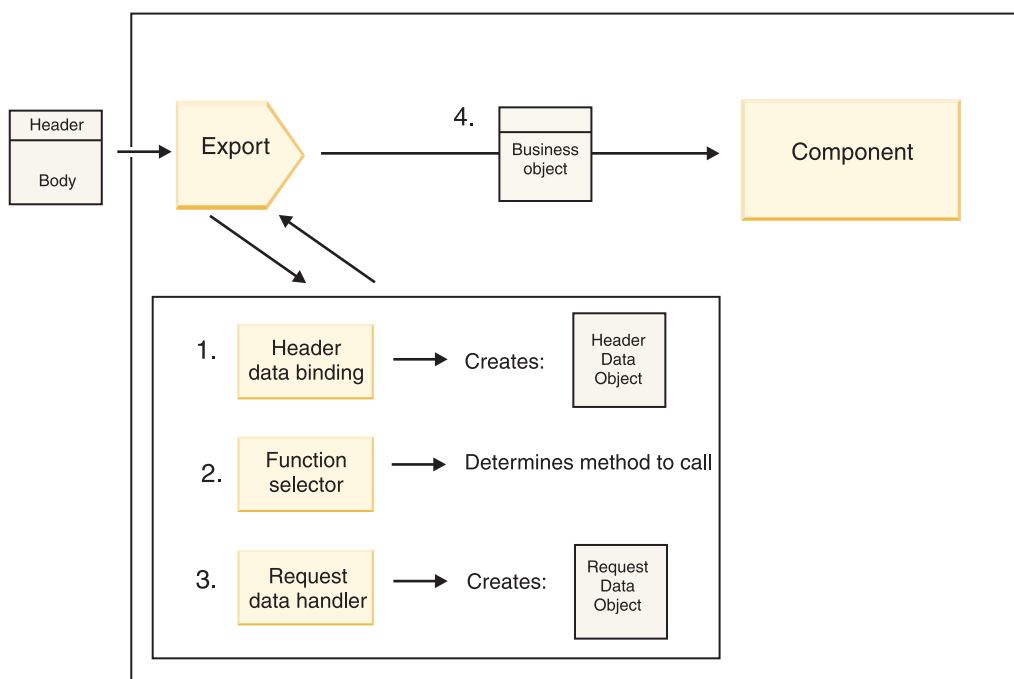 Header
Body
Export
4.
Business
object
Component
1.
Header
data binding
Creates:
Header
Data
Object
2.
Function
selector
Determines method to call
3.
Request
data handler
Creates:
Request
Data
Object